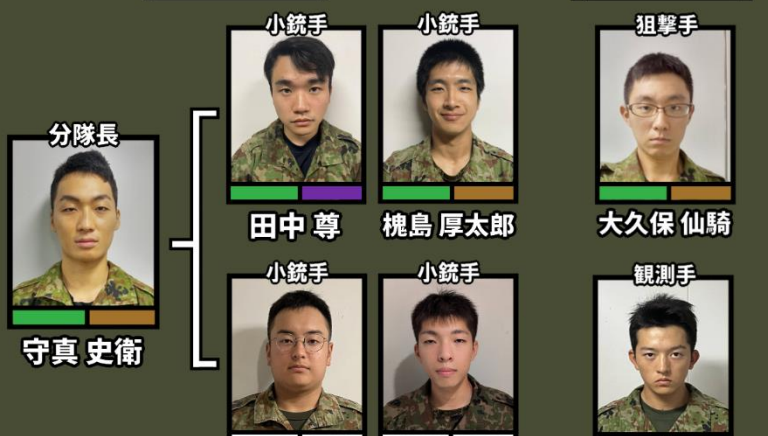 小銃手
小銃手
狙撃手
分隊長
田中 尊
槐島 厚太郎
大久保 仙騎
小銃手
小銃手
観測手
守真 史衛